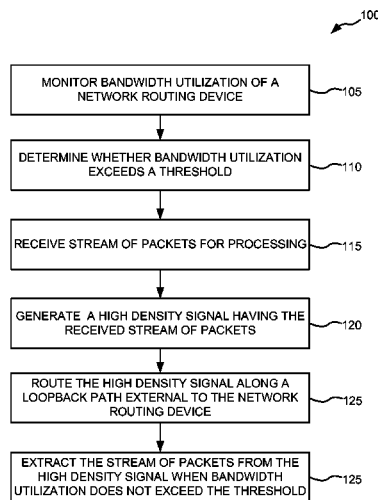 100
MONITOR BANDWIDTH UTILIZATION OF A
NETWORK ROUTING DEVICE
105
DETERMINE WHETHER BANDWIDTH UTILIZATION
EXCEEDS A THRESHOLD
110
RECEIVE STREAM OF PACKETS FOR PROCESSING
115
GENERATE A HIGH DENSITY SIGNAL HAVING THE
RECEIVED STREAM OF PACKETS
120
ROUTE THE HIGH DENSITY SIGNAL ALONG A
LOOPBACK PATH EXTERNAL TO THE NETWORK
ROUTING DEVICE
125
EXTRACT THE STREAM OF PACKETS FROM THE
HIGH DENSITY SIGNAL WHEN BANDWIDTH
UTILIZATION DOES NOT EXCEED THE THRESHOLD
125